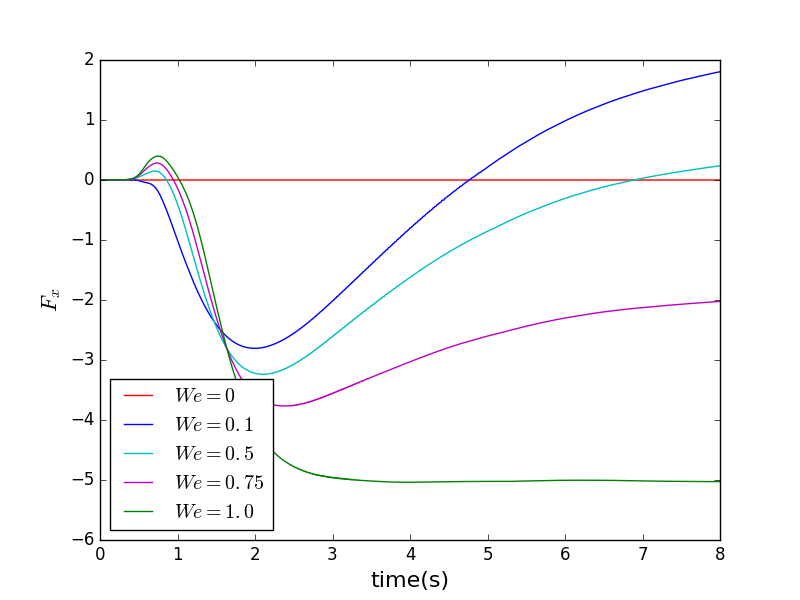 2
1
0
−1
−2
−3
−4
−5
−6
F_x
We = 0
We = 0.1
We = 0.5
We = 0.75
We = 1.0
0 1 2 3 4 5 6 7 8
time(s)